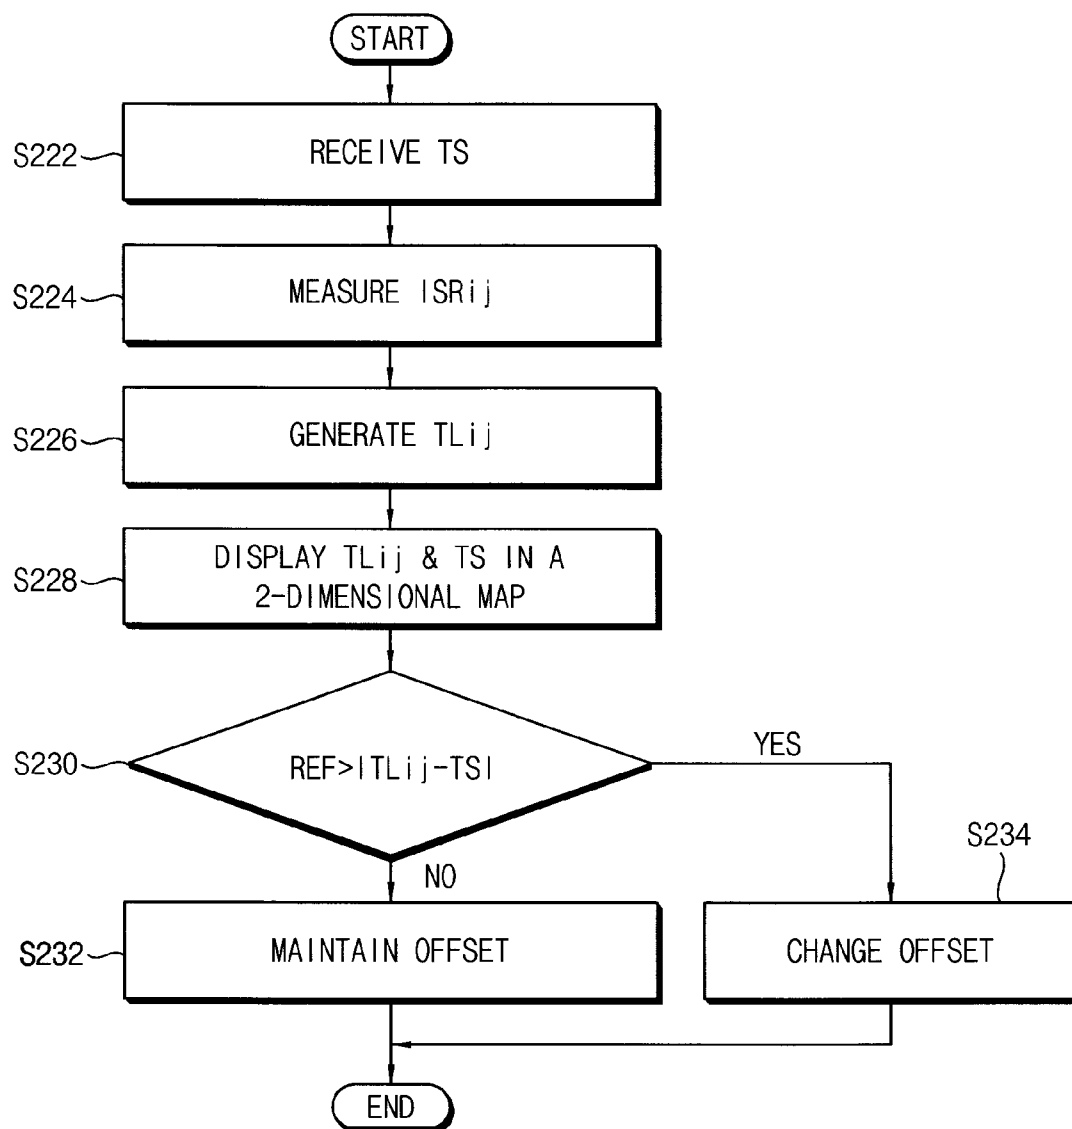 START
S222
RECEIVE TS
S224
MEASURE ISRij
S226
GENERATE TLij
S228
DISPLAY TLij & TS IN A
2-DIMENSIONAL MAP
S230
REF>|TLij-TS|
YES
NO
S234
S232
MAINTAIN OFFSET
CHANGE OFFSET
END